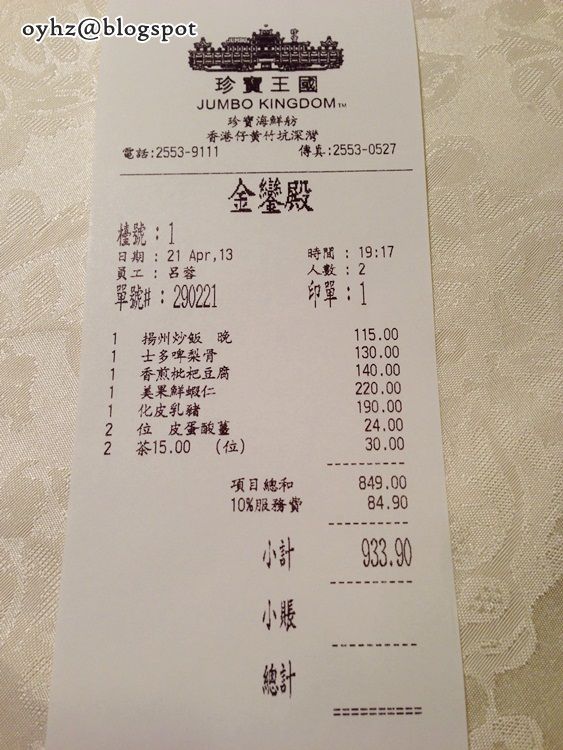 oyhz@blogspot
珍寶王國
JUMBO KINGDOM™
珍寶海鮮舫
香港仔黃竹坑深灣
電話:2553-9111 傳真:2553-0527
金鑾殿
檯號 : 1
日期 : 21 Apr,13 時間 : 19:17
員工 : 呂蓉 人數 : 2
單號#: 290221 印單 : 1
1 揚州炒飯 晚 115.00
1 士多啤梨骨 130.00
1 香煎枇杷豆腐 140.00
1 美果鮮蝦仁 220.00
1 化皮乳豬 190.00
2 位 皮蛋酸薑 24.00
2 茶15.00 (位) 30.00
項目總和 849.00
10%服務費 84.90
小計 933.90
小賬
總計